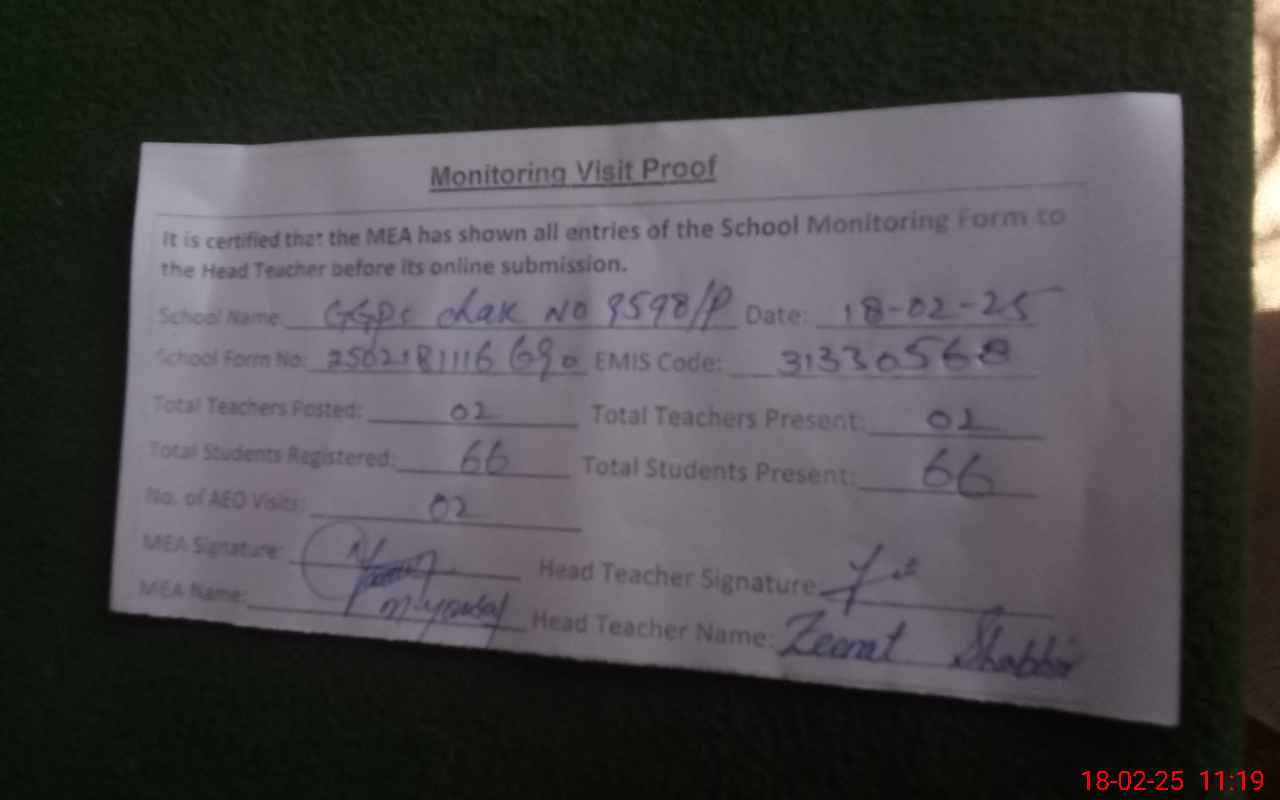 Monitoring Visit Proof
It is certified that the MEA has shown all entries of the School Monitoring Form to
the Head Teacher before its online submission.
School Name: GGPS chak NO 9598/P Date: 18-02-25
School Form No: 2502181116690 EMIS Code: 31330568
Total Teachers Posted: 02 Total Teachers Present: 02
Total Students Registered: 66 Total Students Present: 66
No. of AEO Visits: 02
MEA Signature: Head Teacher Signature:
MEA Name: Head Teacher Name: Zeenat Shabbir
18-02-25 11:19